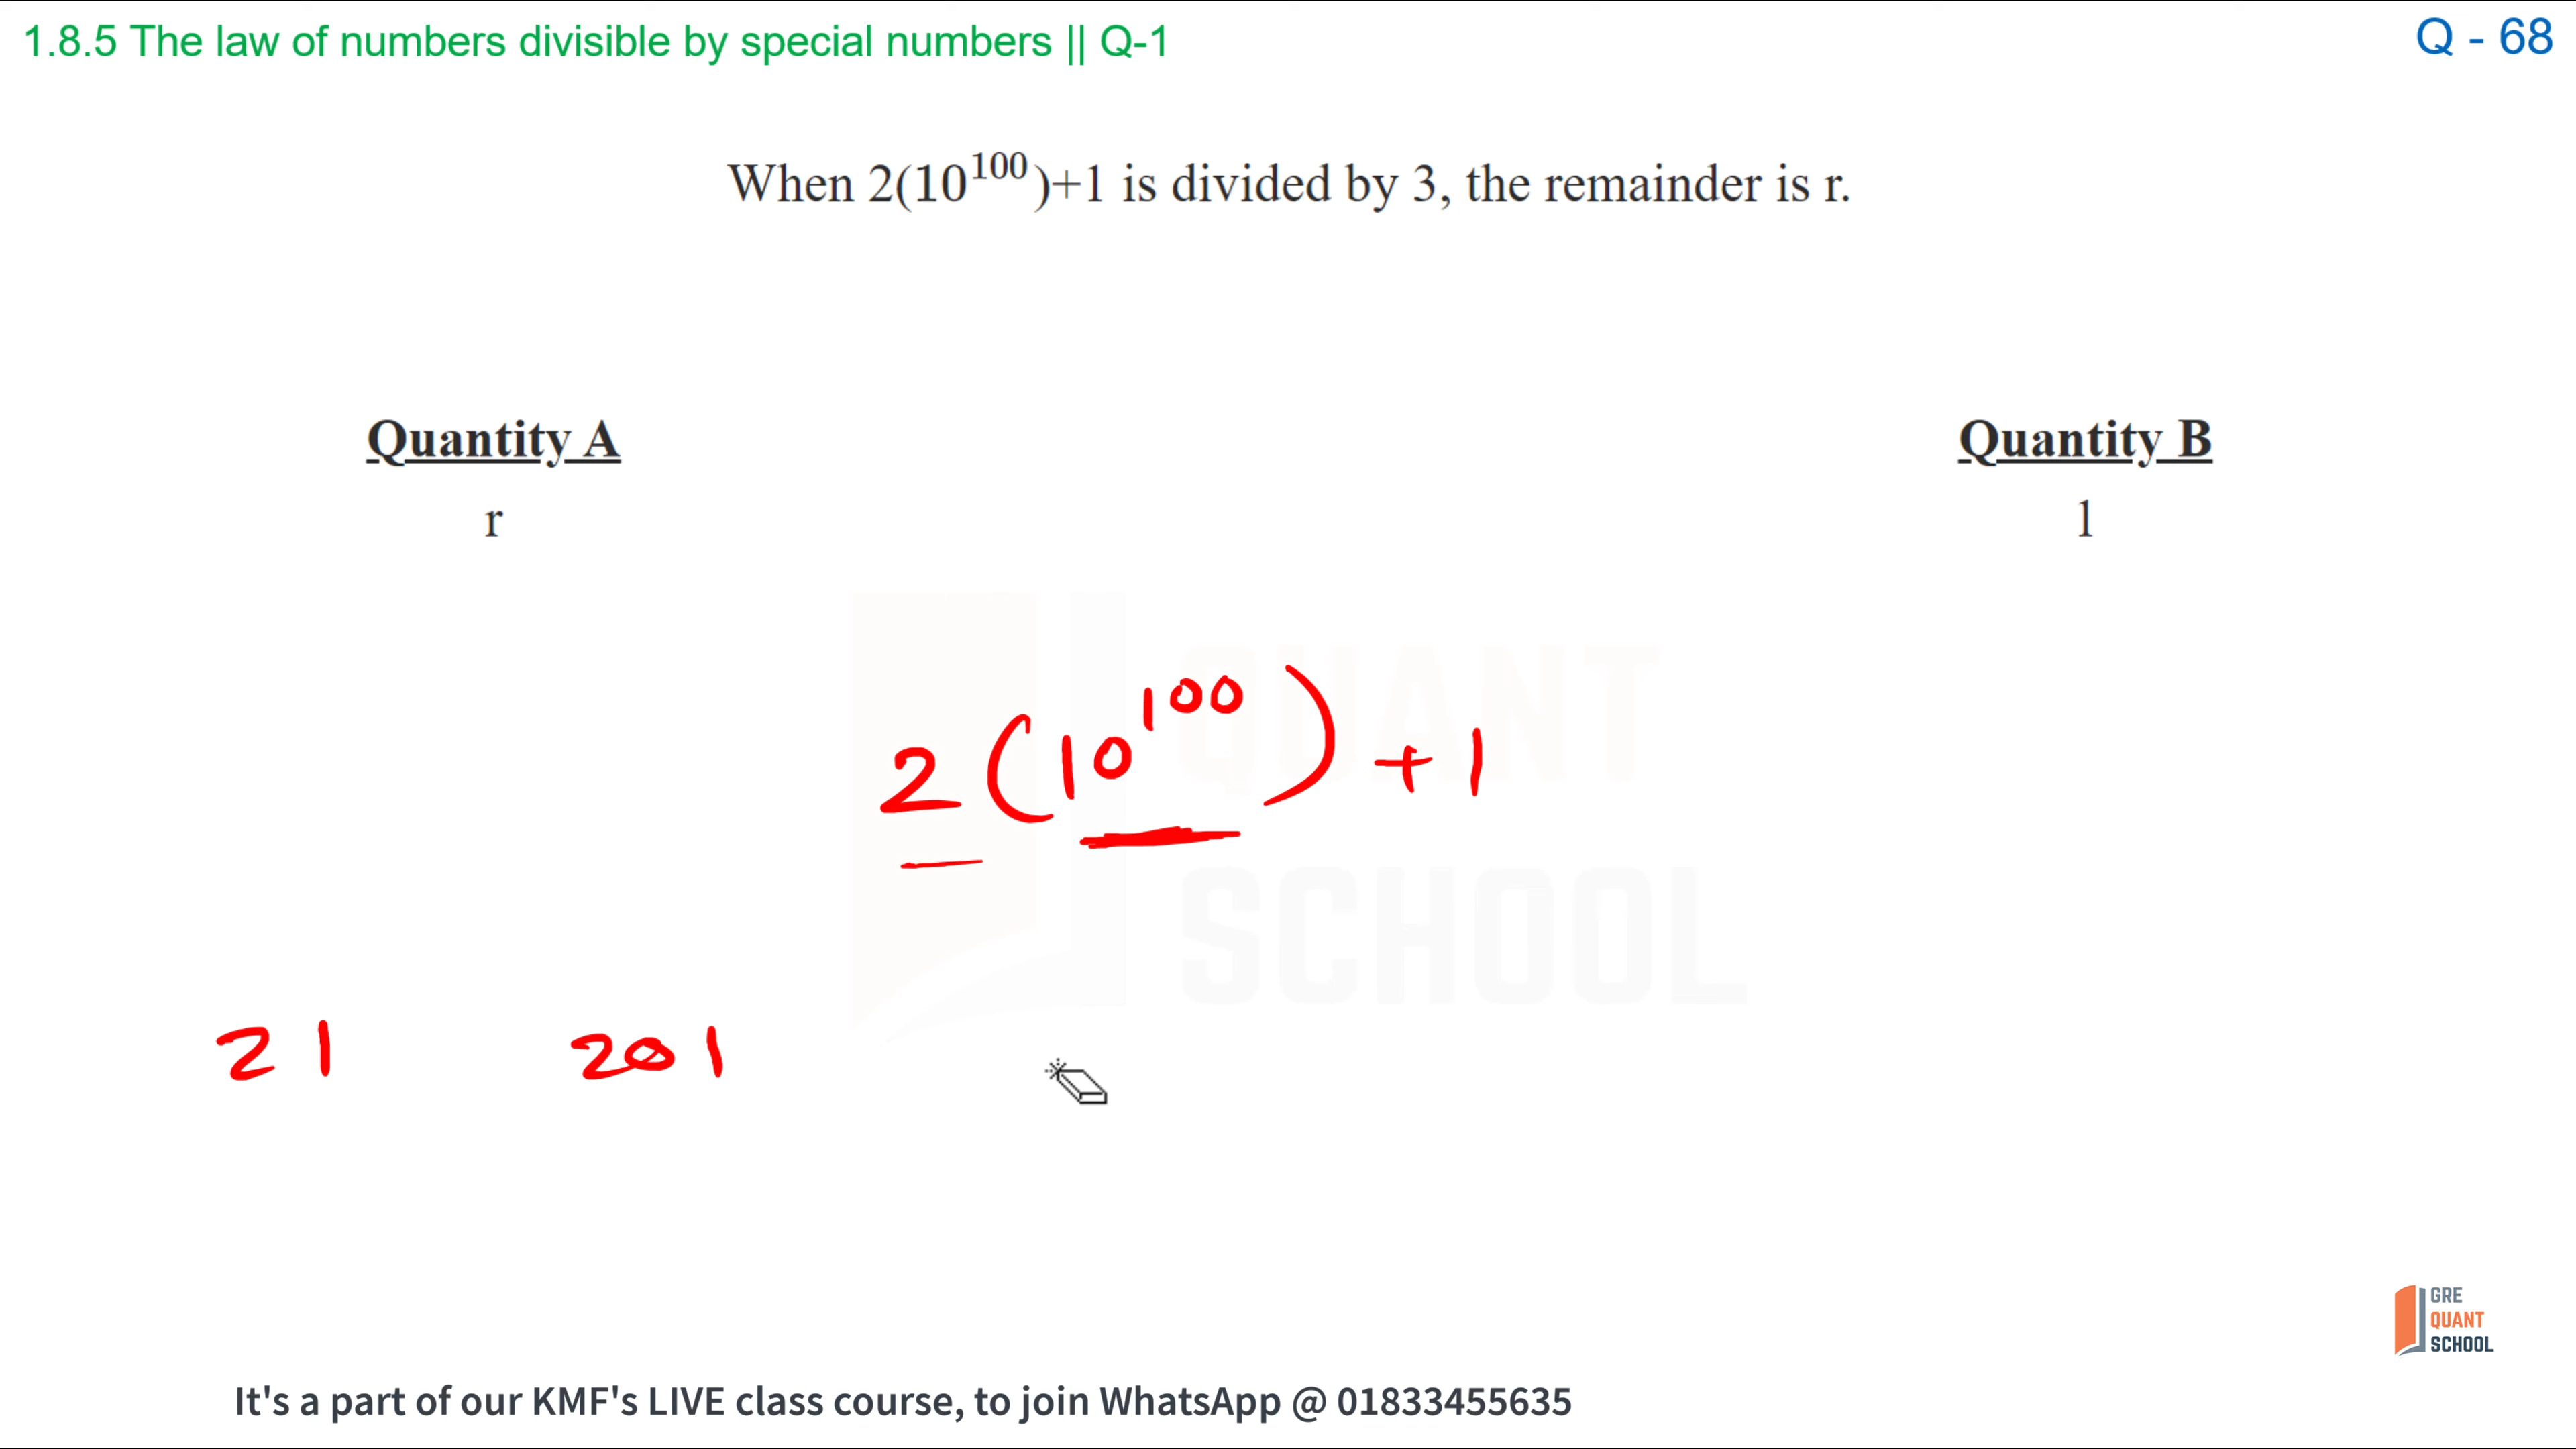 1.8.5 The law of numbers divisible by special numbers || Q-1
Q - 68
When 2(10^100)+1 is divided by 3, the remainder is r.
Quantity A
Quantity B
r
1
QUANT
SCHOOL
2(10^100)+1
21 201
GRE
QUANT
SCHOOL
It's a part of our KMF's LIVE class course, to join WhatsApp @ 01833455635